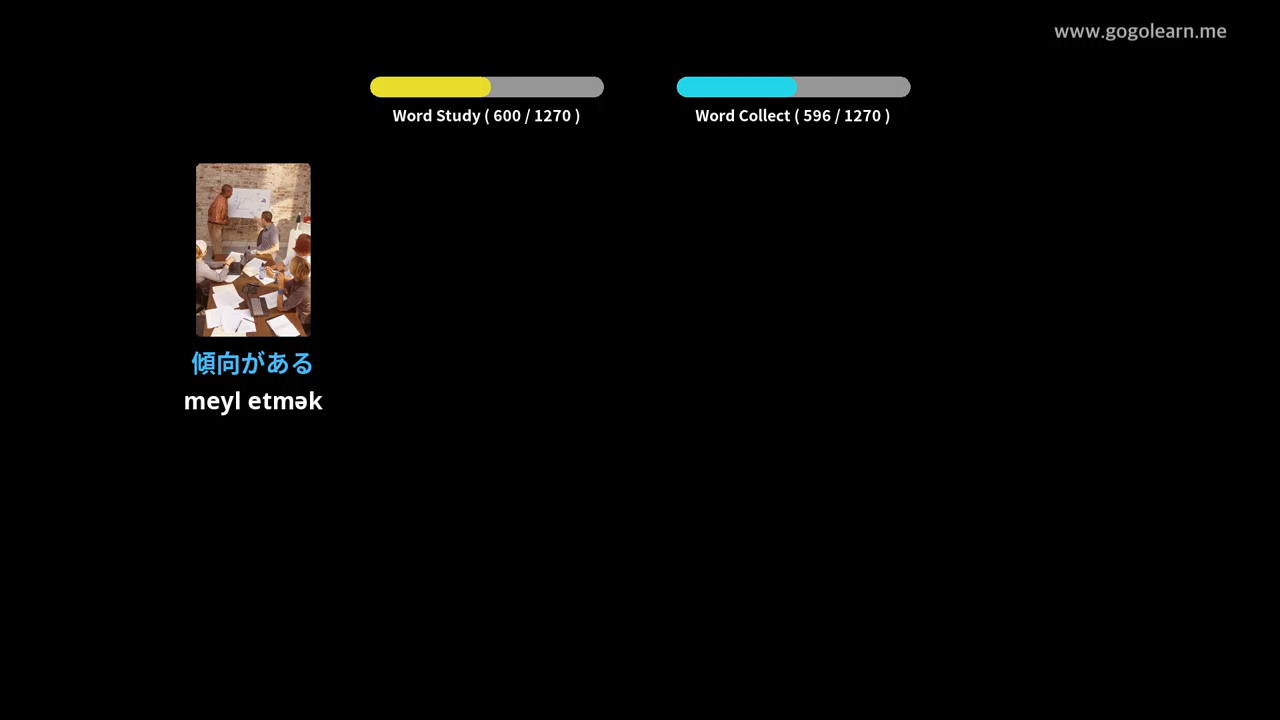 www.gogolearn.me
Word Study ( 600 / 1270 )
Word Collect ( 596 / 1270 )
傾向がある
meyl etmək